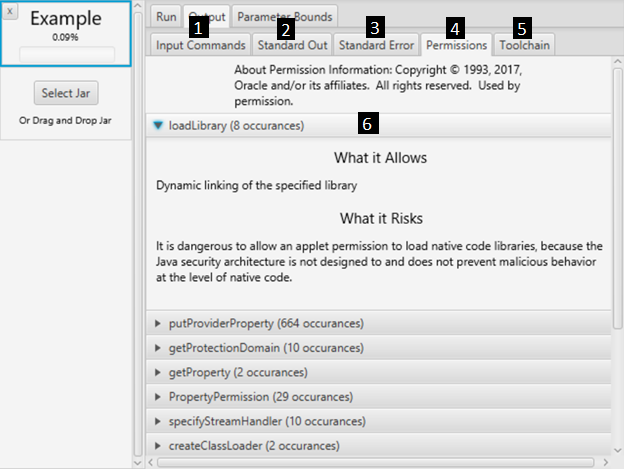 x
Example
0.09%
Select Jar
Or Drag and Drop Jar
Run Output Parameter Bounds
1 2 3 4 5
Input Commands Standard Out Standard Error Permissions Toolchain
About Permission Information: Copyright © 1993, 2017,
Oracle and/or its affiliates. All rights reserved. Used by
permission.
loadLibrary (8 occurances) 6
What it Allows
Dynamic linking of the specified library
What it Risks
It is dangerous to allow an applet permission to load native code libraries, because the
Java security architecture is not designed to and does not prevent malicious behavior
at the level of native code.
putProviderProperty (664 occurances)
getProtectionDomain (10 occurances)
getProperty (2 occurances)
PropertyPermission (29 occurances)
specifyStreamHandler (10 occurances)
createClassLoader (2 occurances)